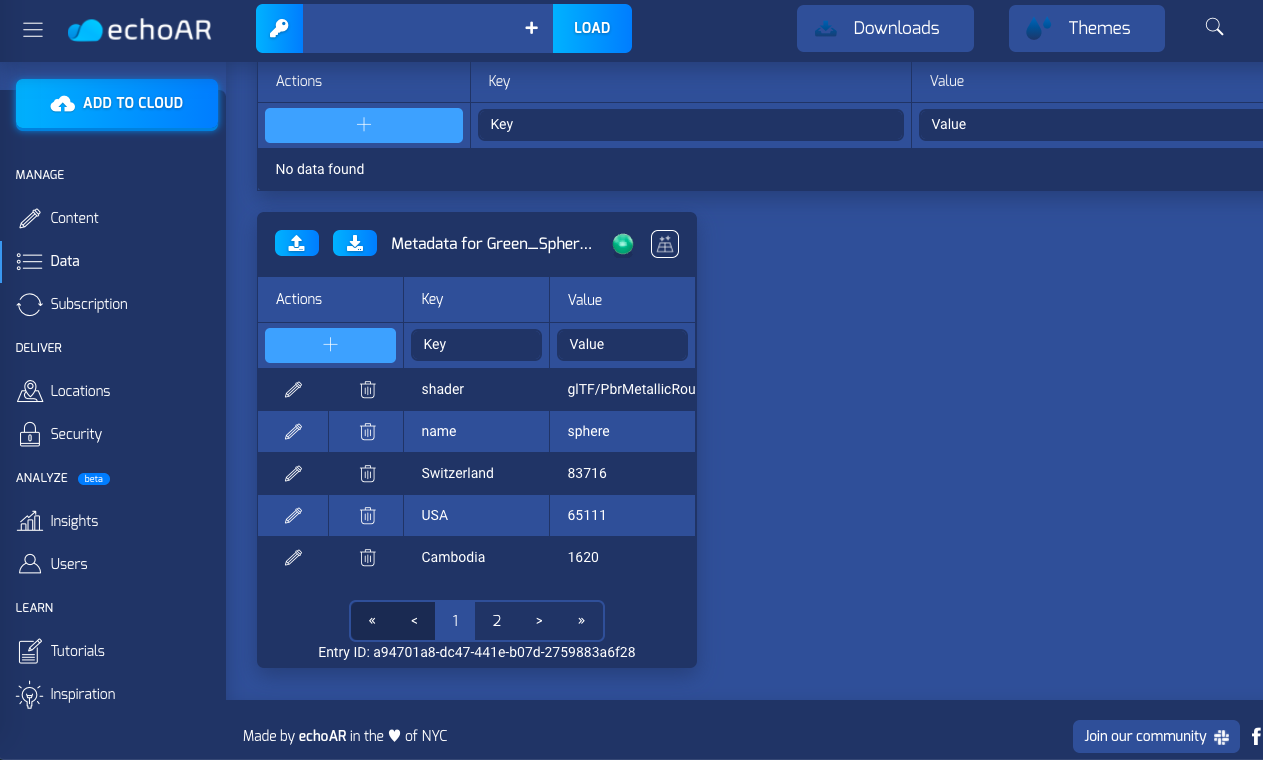 echoAR
LOAD
Downloads
Themes
ADD TO CLOUD
MANAGE
Content
Data
Subscription
DELIVER
Locations
Security
ANALYZE beta
Insights
Users
LEARN
Tutorials
Inspiration
Actions Key Value
Key Value
No data found
Metadata for Green_Spher...
Actions Key Value
Key Value
shader glTF/PbrMetallicRou
name sphere
Switzerland 83716
USA 65111
Cambodia 1620
« < 1 2 > »
Entry ID: a94701a8-dc47-441e-b07d-2759883a6f28
Made by echoAR in the ♥ of NYC
Join our community